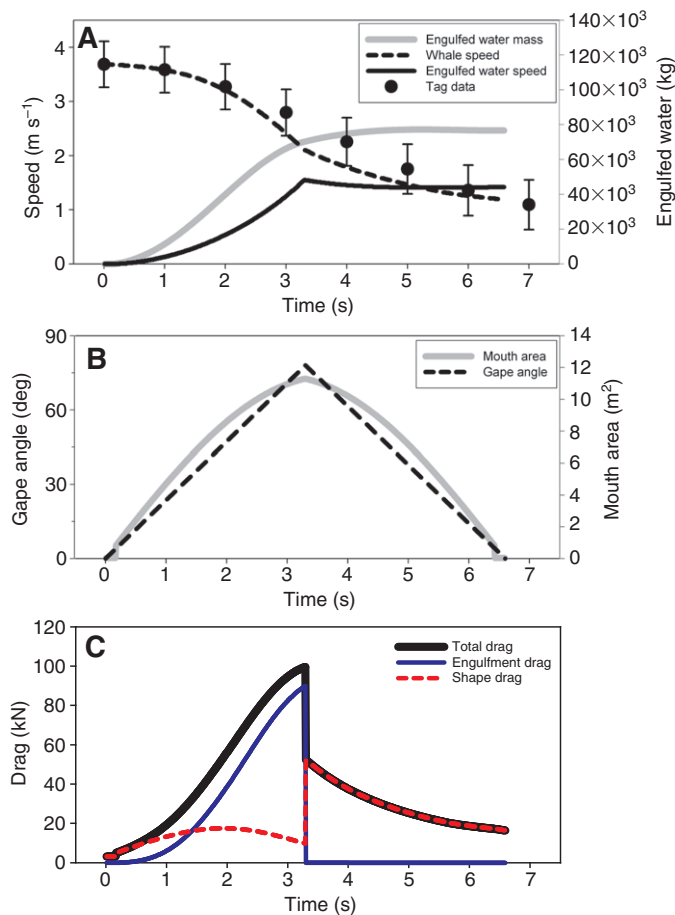 A
Engulfed water mass
Whale speed
Engulfed water speed
Tag data
Speed (m s⁻¹)
4
3
2
1
0
140×10³
120×10³
100×10³
80×10³
60×10³
40×10³
20×10³
0
Engulfed water (kg)
0 1 2 3 4 5 6 7
Time (s)
B
Mouth area
Gape angle
Gape angle (deg)
90
60
30
0
14
12
10
8
6
4
2
0
Mouth area (m²)
0 1 2 3 4 5 6 7
Time (s)
C
Total drag
Engulfment drag
Shape drag
Drag (kN)
120
100
80
60
40
20
0
0 1 2 3 4 5 6 7
Time (s)